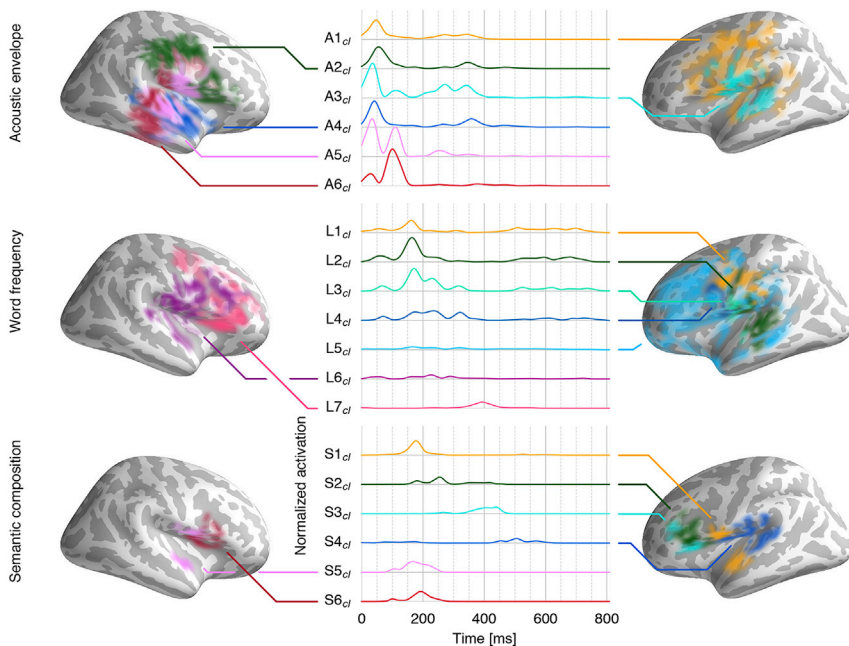 Acoustic envelope
A1cl
A2cl
A3cl
A4cl
A5cl
A6cl
Word frequency
L1cl
L2cl
L3cl
L4cl
L5cl
L6cl
L7cl
Semantic composition
Normalized activation
S1cl
S2cl
S3cl
S4cl
S5cl
S6cl
0 200 400 600 800
Time [ms]